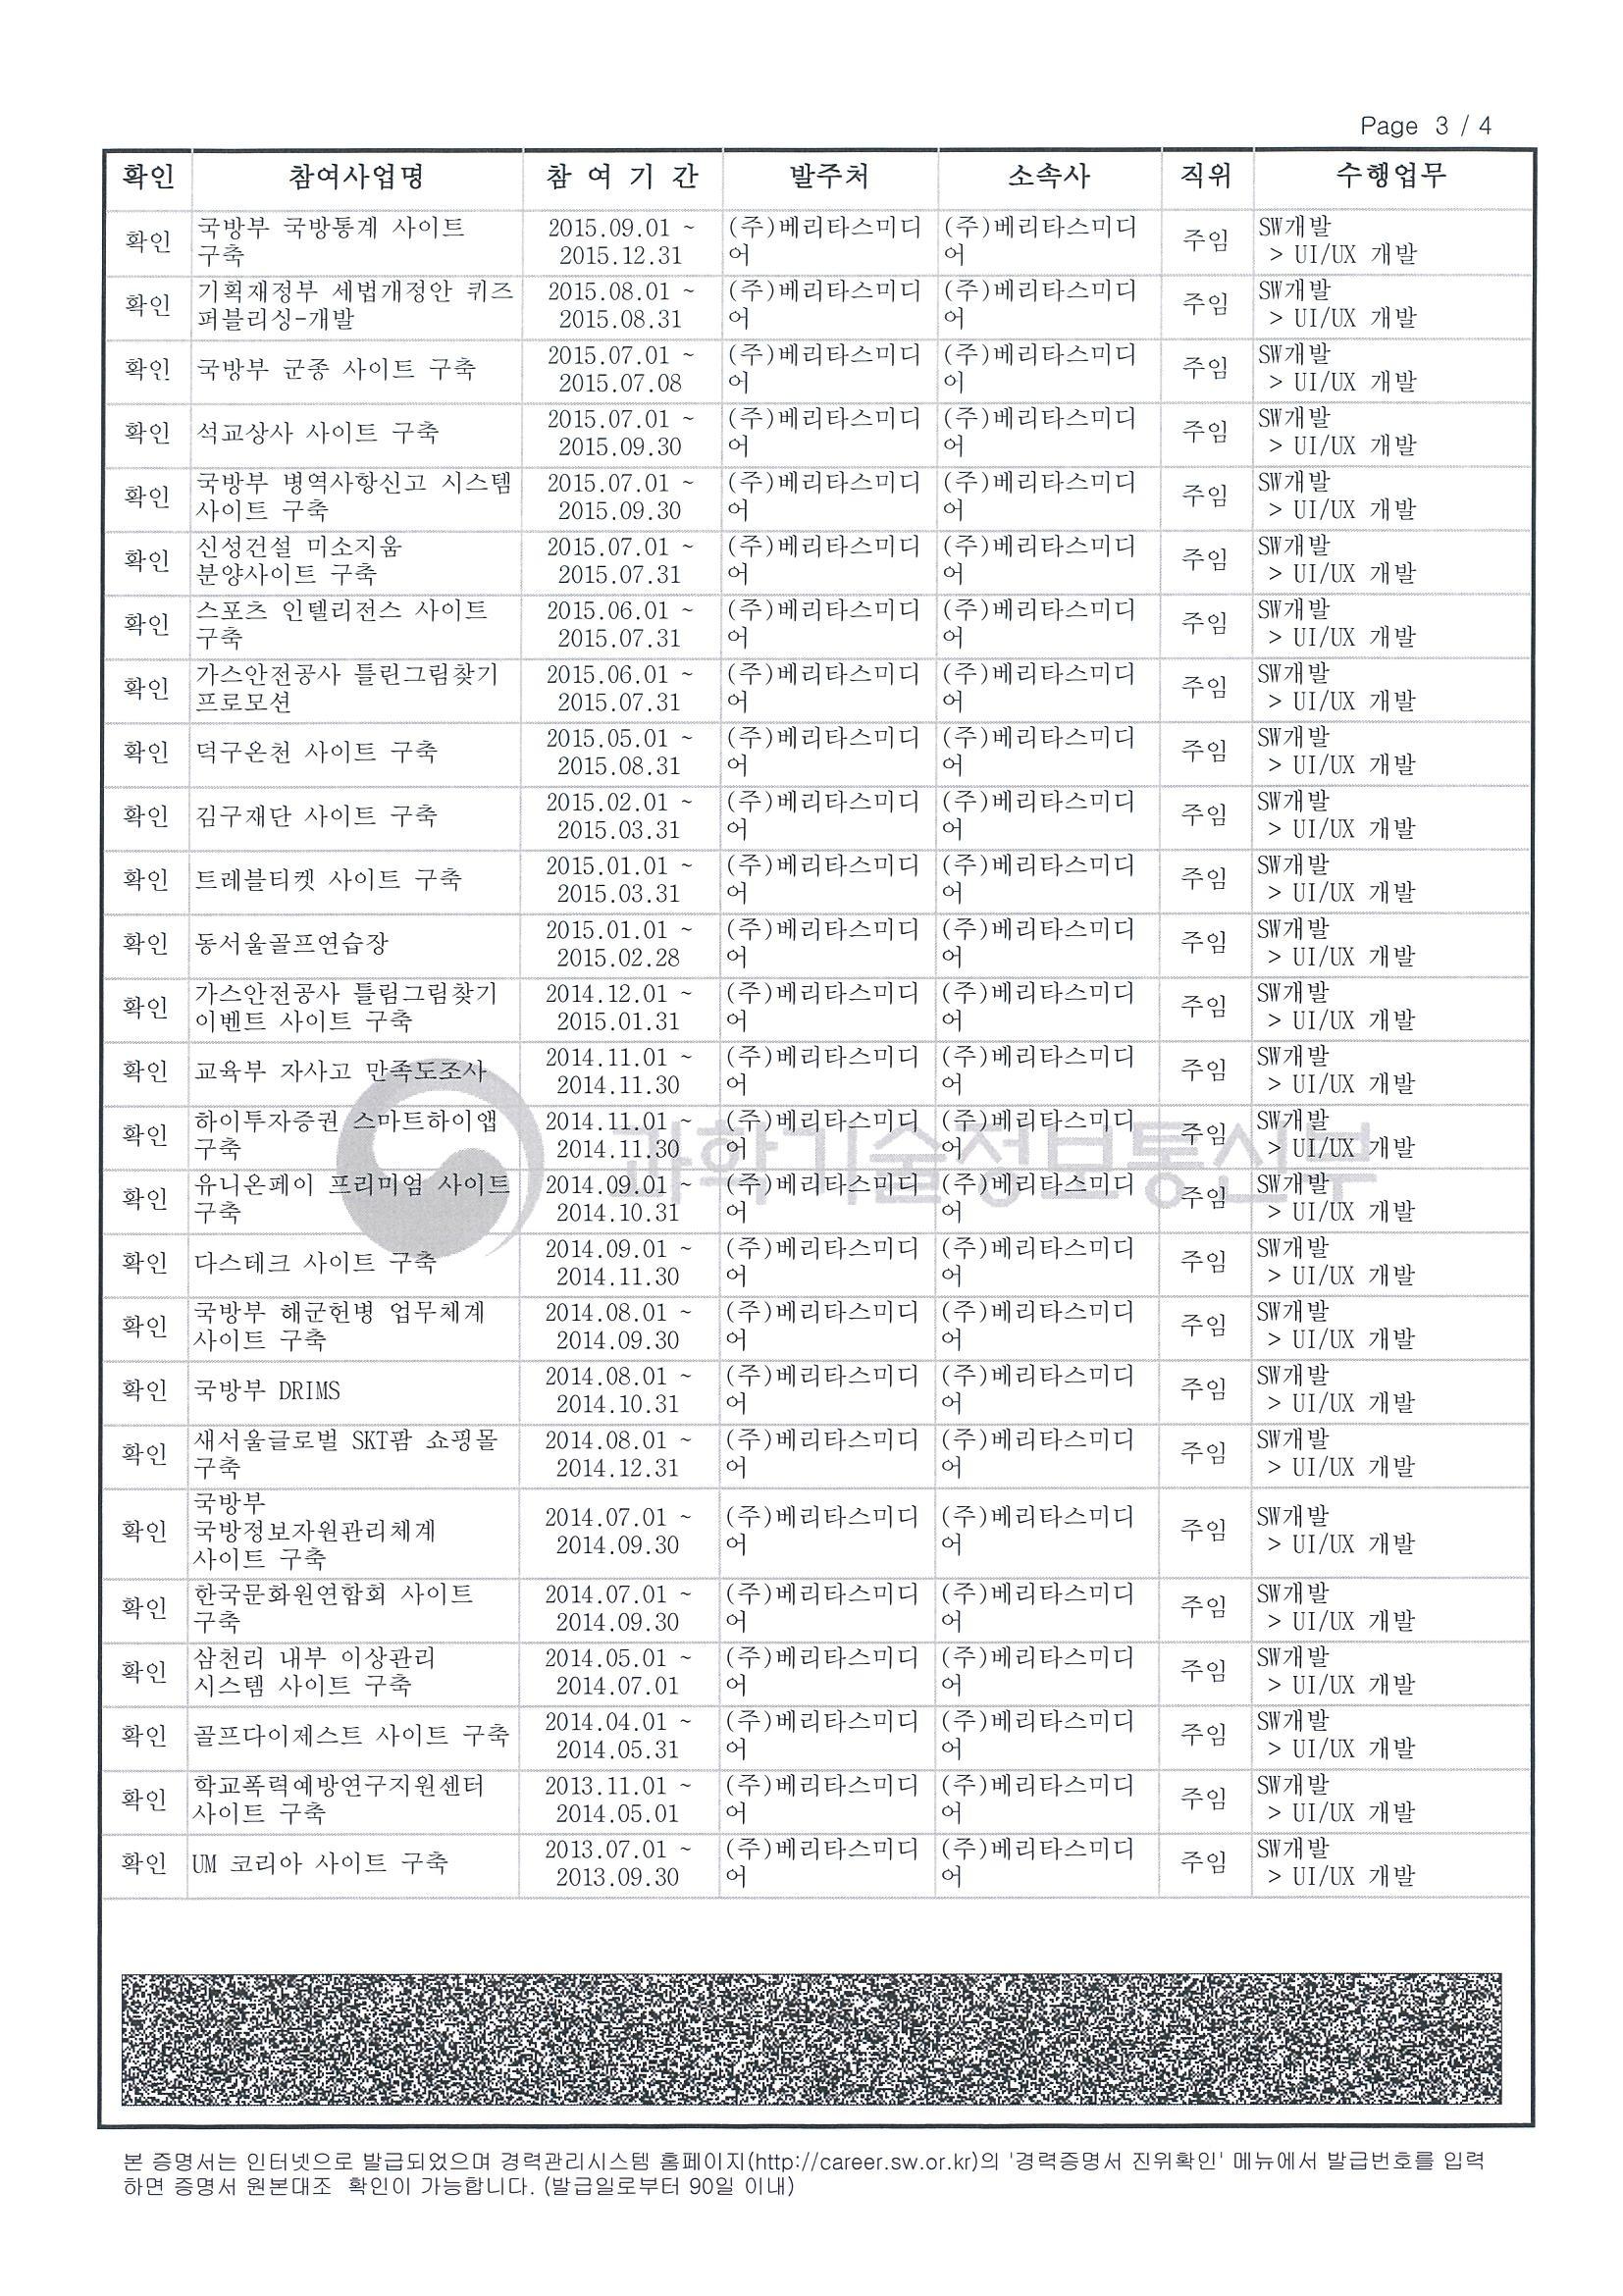 Page 3 / 4
확인 참여사업명 참 여 기 간 발주처 소속사 직위 수행업무
확인 국방부 국방통계 사이트 구축 2015.09.01 ~ 2015.12.31 (주)베리타스미디어 (주)베리타스미디어 주임 SW개발 > UI/UX 개발
확인 기획재정부 세법개정안 퀴즈 퍼블리싱-개발 2015.08.01 ~ 2015.08.31 (주)베리타스미디어 (주)베리타스미디어 주임 SW개발 > UI/UX 개발
확인 국방부 군종 사이트 구축 2015.07.01 ~ 2015.07.08 (주)베리타스미디어 (주)베리타스미디어 주임 SW개발 > UI/UX 개발
확인 석교상사 사이트 구축 2015.07.01 ~ 2015.09.30 (주)베리타스미디어 (주)베리타스미디어 주임 SW개발 > UI/UX 개발
확인 국방부 병역사항신고 시스템 사이트 구축 2015.07.01 ~ 2015.09.30 (주)베리타스미디어 (주)베리타스미디어 주임 SW개발 > UI/UX 개발
확인 신성건설 미소지움 분양사이트 구축 2015.07.01 ~ 2015.07.31 (주)베리타스미디어 (주)베리타스미디어 주임 SW개발 > UI/UX 개발
확인 스포츠 인텔리전스 사이트 구축 2015.06.01 ~ 2015.07.31 (주)베리타스미디어 (주)베리타스미디어 주임 SW개발 > UI/UX 개발
확인 가스안전공사 틀린그림찾기 프로모션 2015.06.01 ~ 2015.07.31 (주)베리타스미디어 (주)베리타스미디어 주임 SW개발 > UI/UX 개발
확인 덕구온천 사이트 구축 2015.05.01 ~ 2015.08.31 (주)베리타스미디어 (주)베리타스미디어 주임 SW개발 > UI/UX 개발
확인 김구재단 사이트 구축 2015.02.01 ~ 2015.03.31 (주)베리타스미디어 (주)베리타스미디어 주임 SW개발 > UI/UX 개발
확인 트레블티켓 사이트 구축 2015.01.01 ~ 2015.03.31 (주)베리타스미디어 (주)베리타스미디어 주임 SW개발 > UI/UX 개발
확인 동서울골프연습장 2015.01.01 ~ 2015.02.28 (주)베리타스미디어 (주)베리타스미디어 주임 SW개발 > UI/UX 개발
확인 가스안전공사 틀림그림찾기 이벤트 사이트 구축 2014.12.01 ~ 2015.01.31 (주)베리타스미디어 (주)베리타스미디어 주임 SW개발 > UI/UX 개발
확인 교육부 자사고 만족도조사 2014.11.01 ~ 2014.11.30 (주)베리타스미디어 (주)베리타스미디어 주임 SW개발 > UI/UX 개발
확인 하이투자증권 스마트하이앱 구축 2014.11.01 ~ 2014.11.30 (주)베리타스미디어 (주)베리타스미디어 주임 SW개발 > UI/UX 개발
과학기술정보통신부
확인 유니온페이 프리미엄 사이트 구축 2014.09.01 ~ 2014.10.31 (주)베리타스미디어 (주)베리타스미디어 주임 SW개발 > UI/UX 개발
확인 다스테크 사이트 구축 2014.09.01 ~ 2014.11.30 (주)베리타스미디어 (주)베리타스미디어 주임 SW개발 > UI/UX 개발
확인 국방부 해군헌병 업무체계 사이트 구축 2014.08.01 ~ 2014.09.30 (주)베리타스미디어 (주)베리타스미디어 주임 SW개발 > UI/UX 개발
확인 국방부 DRIMS 2014.08.01 ~ 2014.10.31 (주)베리타스미디어 (주)베리타스미디어 주임 SW개발 > UI/UX 개발
확인 새서울글로벌 SKT팜 쇼핑몰 구축 2014.08.01 ~ 2014.12.31 (주)베리타스미디어 (주)베리타스미디어 주임 SW개발 > UI/UX 개발
확인 국방부 국방정보자원관리체계 사이트 구축 2014.07.01 ~ 2014.09.30 (주)베리타스미디어 (주)베리타스미디어 주임 SW개발 > UI/UX 개발
확인 한국문화원연합회 사이트 구축 2014.07.01 ~ 2014.09.30 (주)베리타스미디어 (주)베리타스미디어 주임 SW개발 > UI/UX 개발
확인 삼천리 내부 이상관리 시스템 사이트 구축 2014.05.01 ~ 2014.07.01 (주)베리타스미디어 (주)베리타스미디어 주임 SW개발 > UI/UX 개발
확인 골프다이제스트 사이트 구축 2014.04.01 ~ 2014.05.31 (주)베리타스미디어 (주)베리타스미디어 주임 SW개발 > UI/UX 개발
확인 학교폭력예방연구지원센터 사이트 구축 2013.11.01 ~ 2014.05.01 (주)베리타스미디어 (주)베리타스미디어 주임 SW개발 > UI/UX 개발
확인 UM 코리아 사이트 구축 2013.07.01 ~ 2013.09.30 (주)베리타스미디어 (주)베리타스미디어 주임 SW개발 > UI/UX 개발
본 증명서는 인터넷으로 발급되었으며 경력관리시스템 홈페이지(http://career.sw.or.kr)의 '경력증명서 진위확인' 메뉴에서 발급번호를 입력
하면 증명서 원본대조 확인이 가능합니다. (발급일로부터 90일 이내)